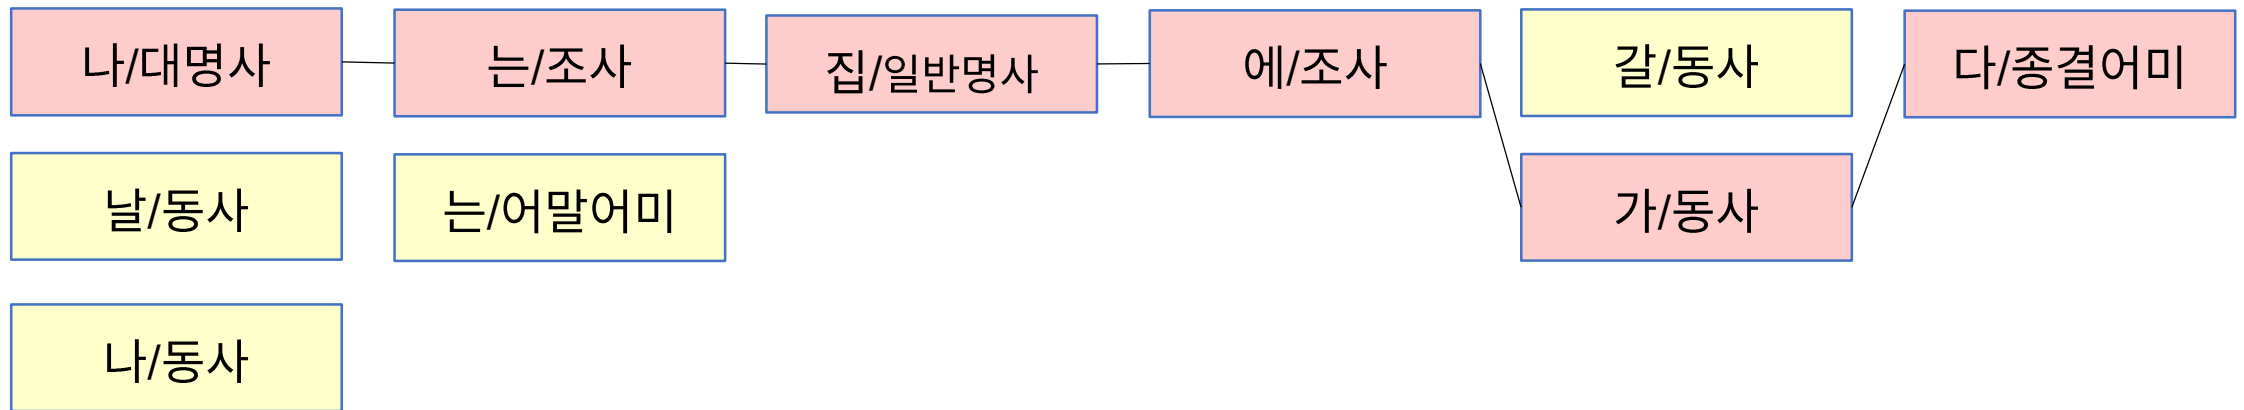 나/대명사
는/조사
집/일반명사
에/조사
갈/동사
다/종결어미
날/동사
는/어말어미
가/동사
나/동사